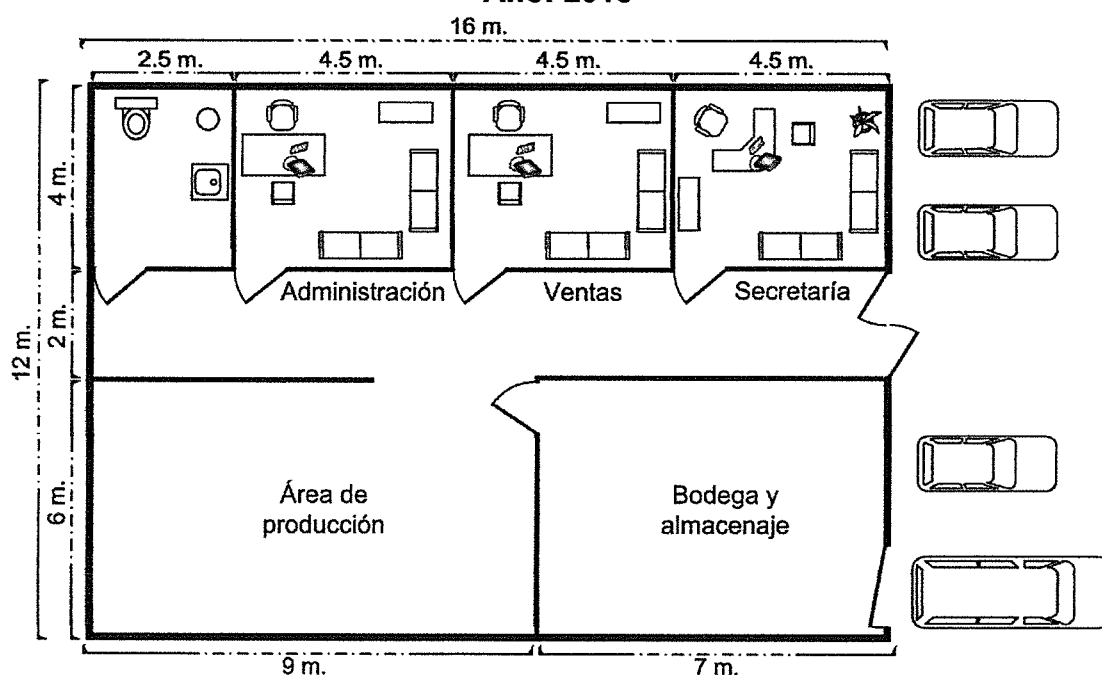 16 m.
2.5 m.
4.5 m.
4.5 m.
4.5 m.
12 m.
4 m.
2 m.
6 m.
Administración
Ventas
Secretaría
Área de
producción
Bodega y
almacenaje
9 m.
7 m.